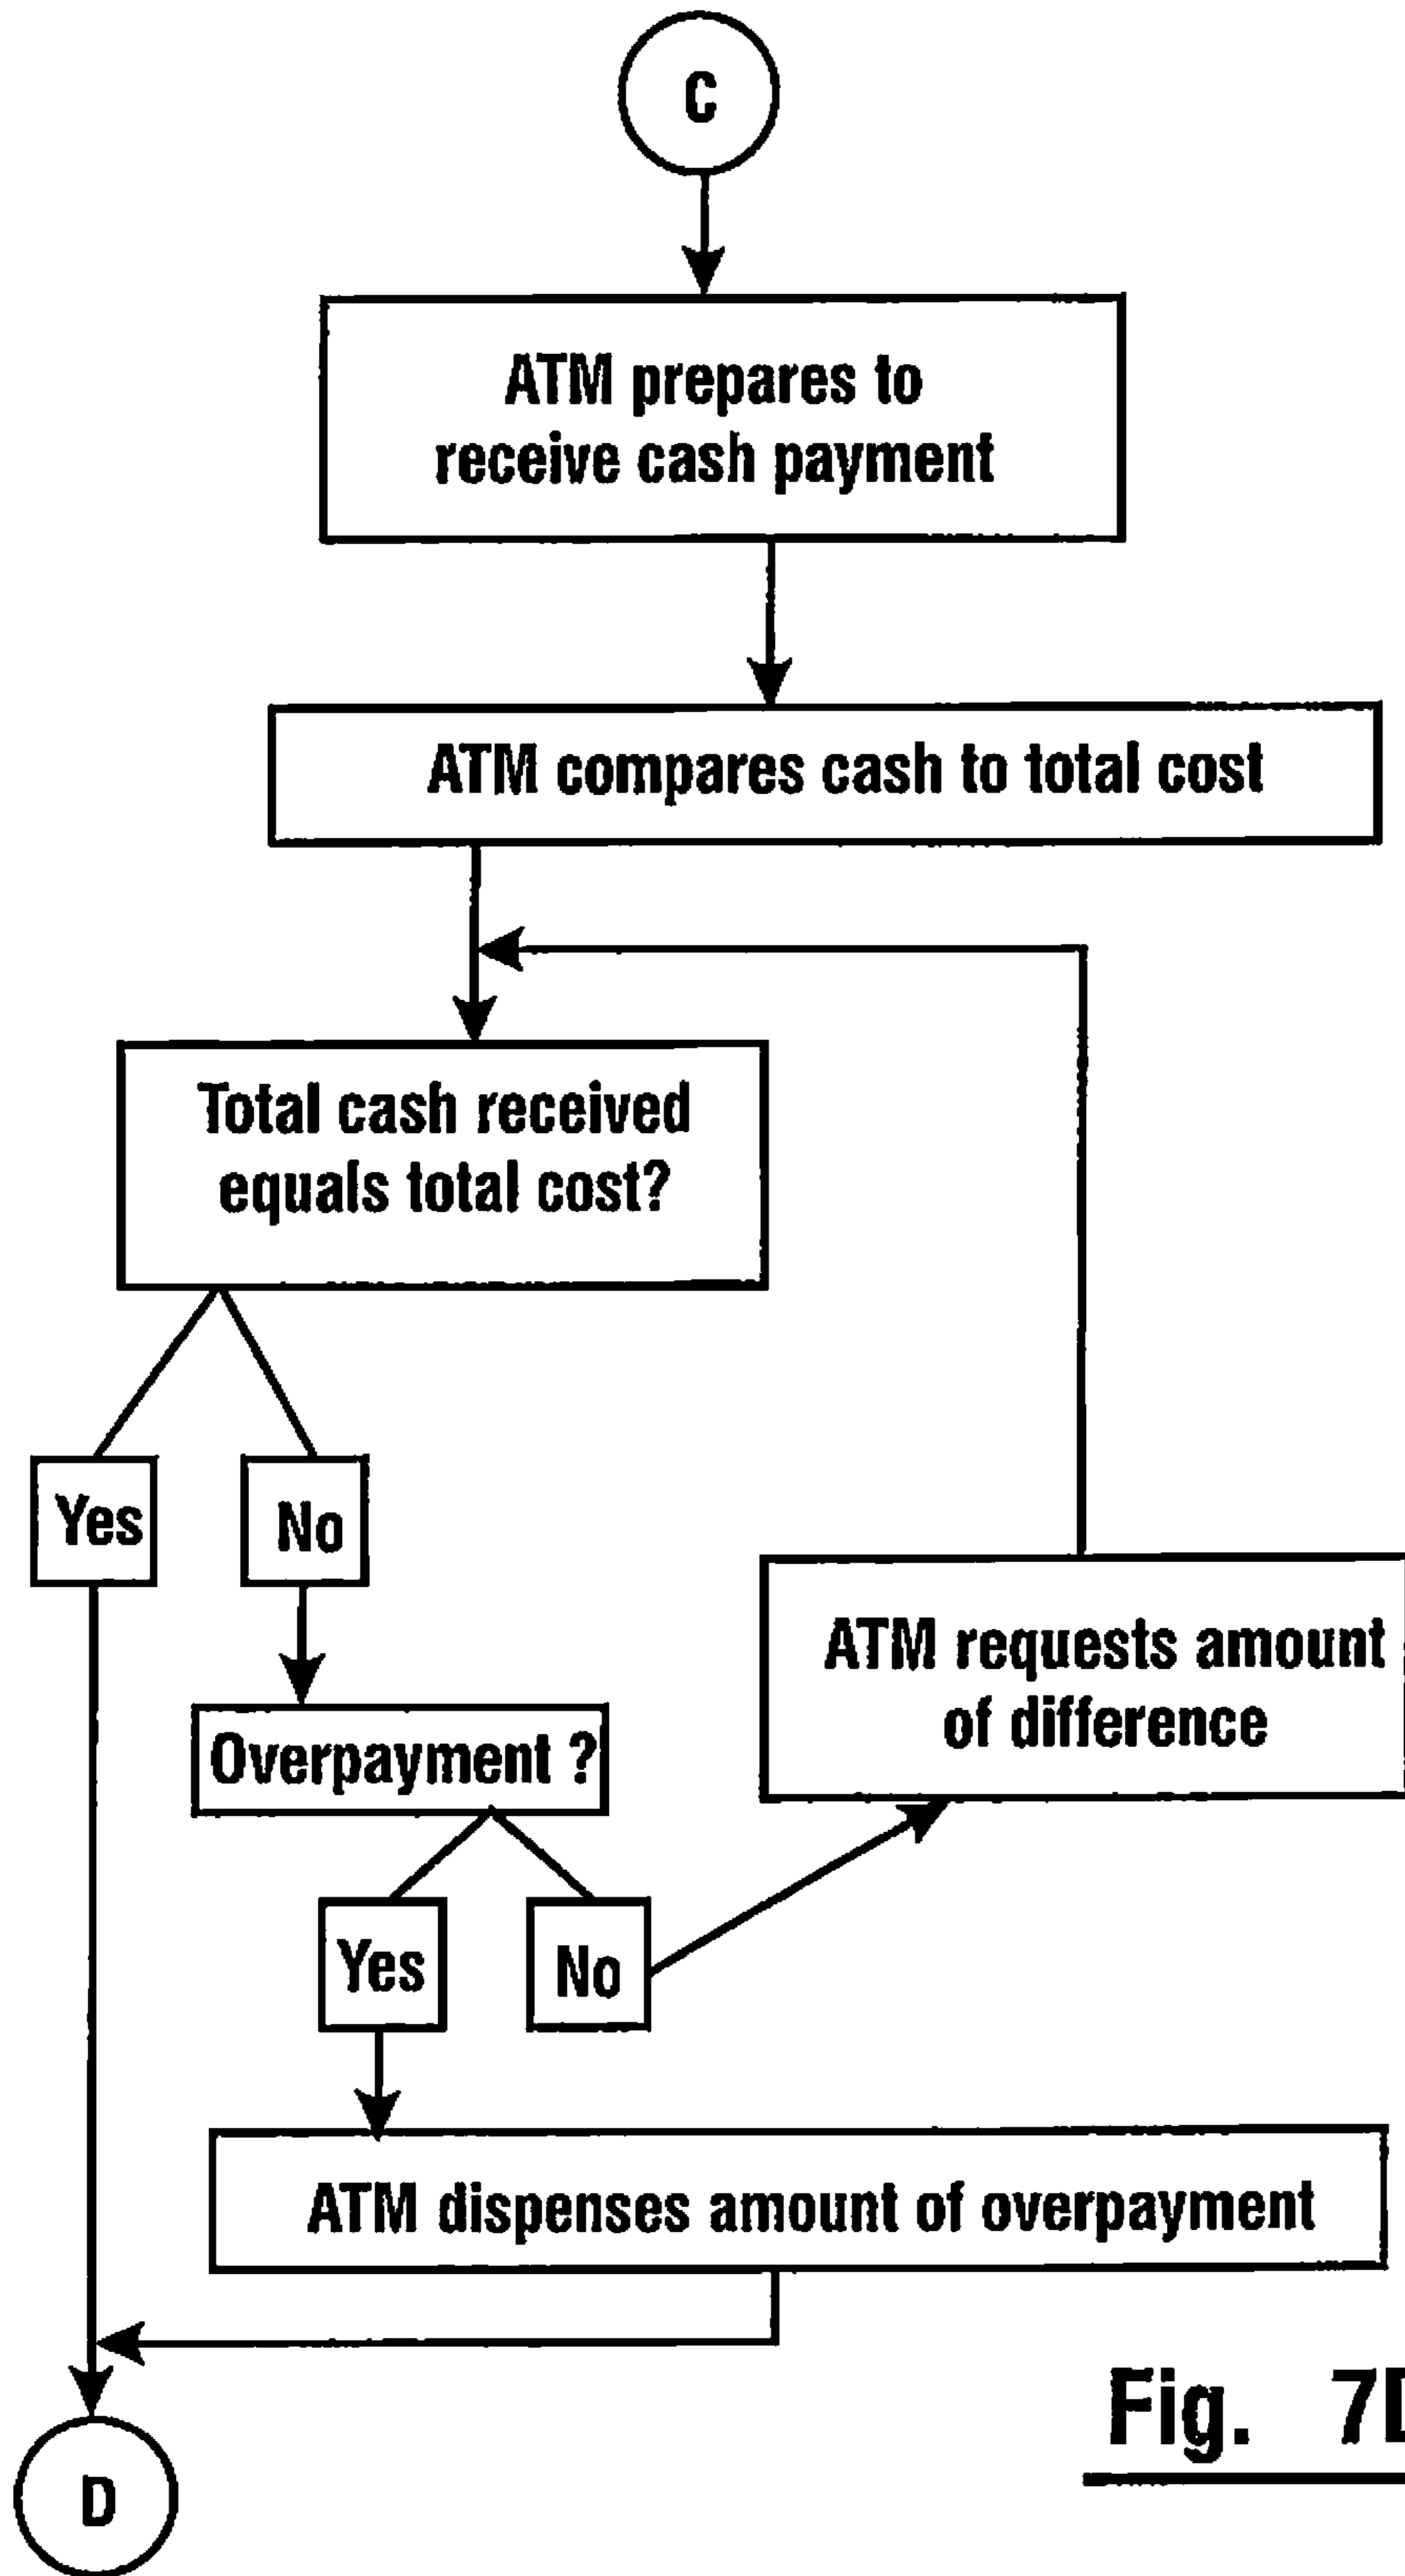 C
ATM prepares to
receive cash payment
ATM compares cash to total cost
Total cash received
equals total cost?
Yes
No
ATM requests amount
of difference
Overpayment ?
Yes
No
ATM dispenses amount of overpayment
D
Fig. 7D